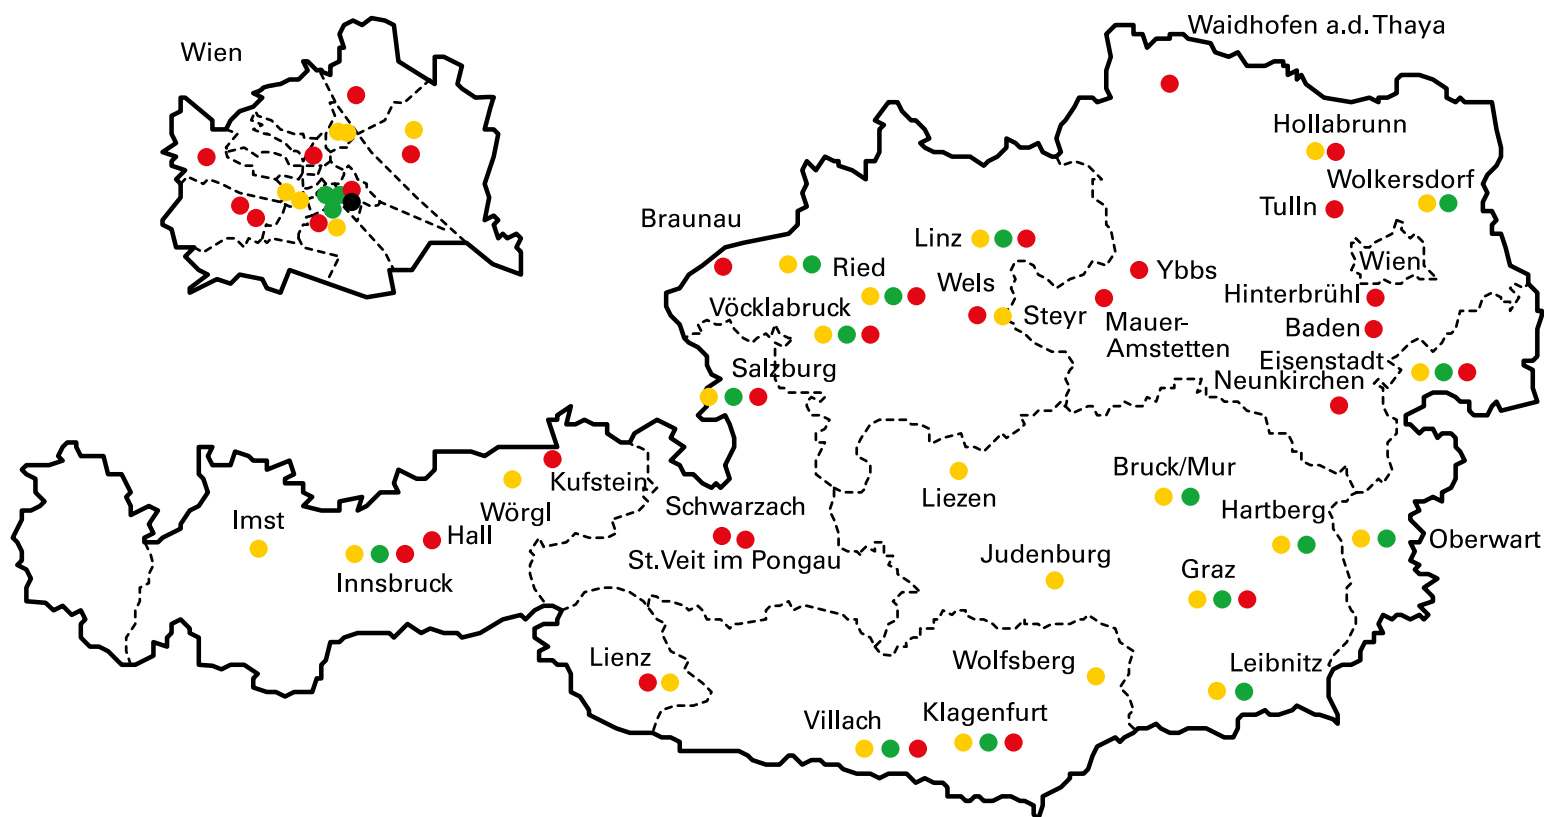 Waidhofen a.d. Thaya
Wien
Hollabrunn
Wolkersdorf
Tulln
Braunau
Linz
Wien
Ried
Wels
Ybbs
Hinterbrühl
Vöcklabruck
Steyr
Mauer-
Amstetten
Baden
Eisenstadt
Salzburg
Neunkirchen
Bruck/Mur
Kufstein
Liezen
Wörgl
Schwarzach
Hartberg
Imst
Hall
Oberwart
St. Veit im Pongau
Judenburg
Innsbruck
Graz
Lienz
Wolfsberg
Leibnitz
Villach
Klagenfurt